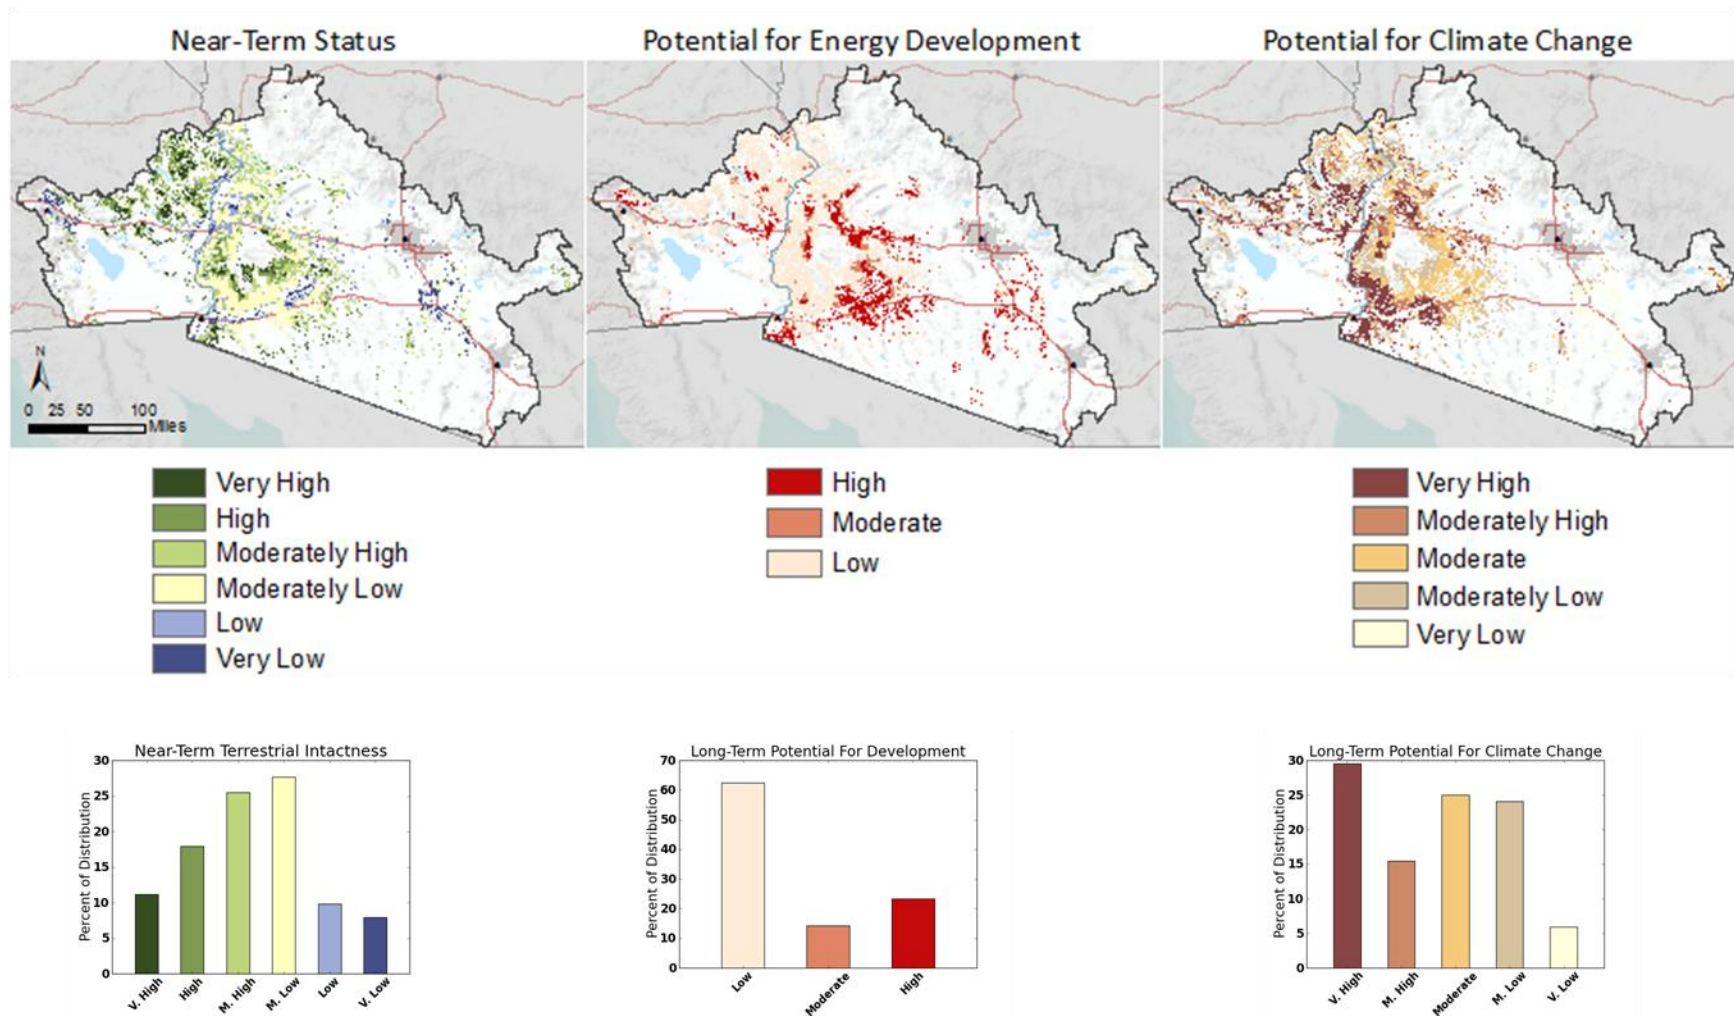 Near-Term Status
Potential for Energy Development
Potential for Climate Change
N
0 25 50 100
Miles
Very High
High
Moderately High
Moderately Low
Low
Very Low
High
Moderate
Low
Very High
Moderately High
Moderate
Moderately Low
Very Low
Near-Term Terrestrial Intactness
Percent of Distribution
30
25
20
15
10
5
0
V. High
High
M. High
M. Low
Low
V. Low
Long-Term Potential For Development
Percent of Distribution
70
60
50
40
30
20
10
0
Low
Moderate
High
Long-Term Potential For Climate Change
Percent of Distribution
30
25
20
15
10
5
0
V. High
M. High
Moderate
M. Low
V. Low